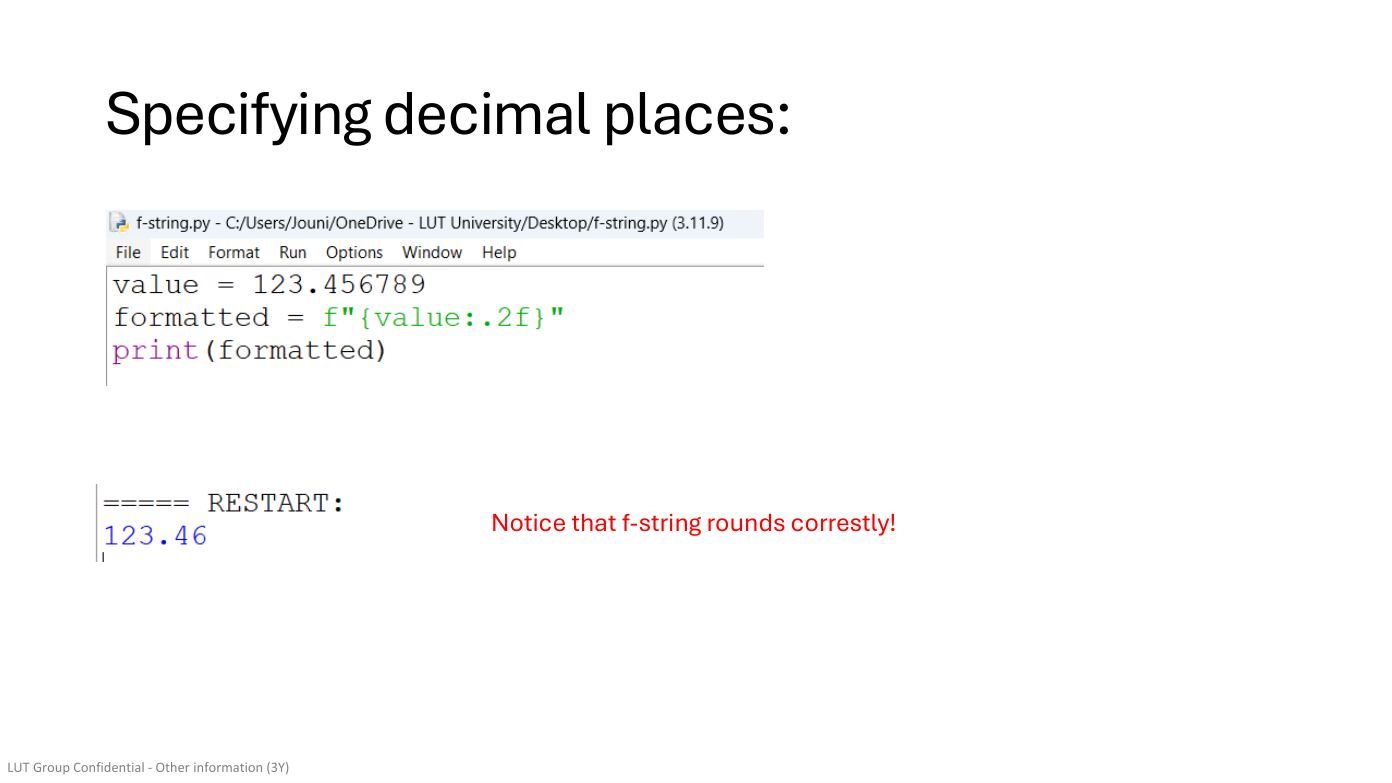 Specifying decimal places:
f-string.py - C:/Users/Jouni/OneDrive - LUT University/Desktop/f-string.py (3.11.9)
File Edit Format Run Options Window Help
value = 123.456789
formatted = f"{value:.2f}"
print(formatted)
===== RESTART:
123.46
Notice that f-string rounds correstly!
LUT Group Confidential - Other information (3Y)